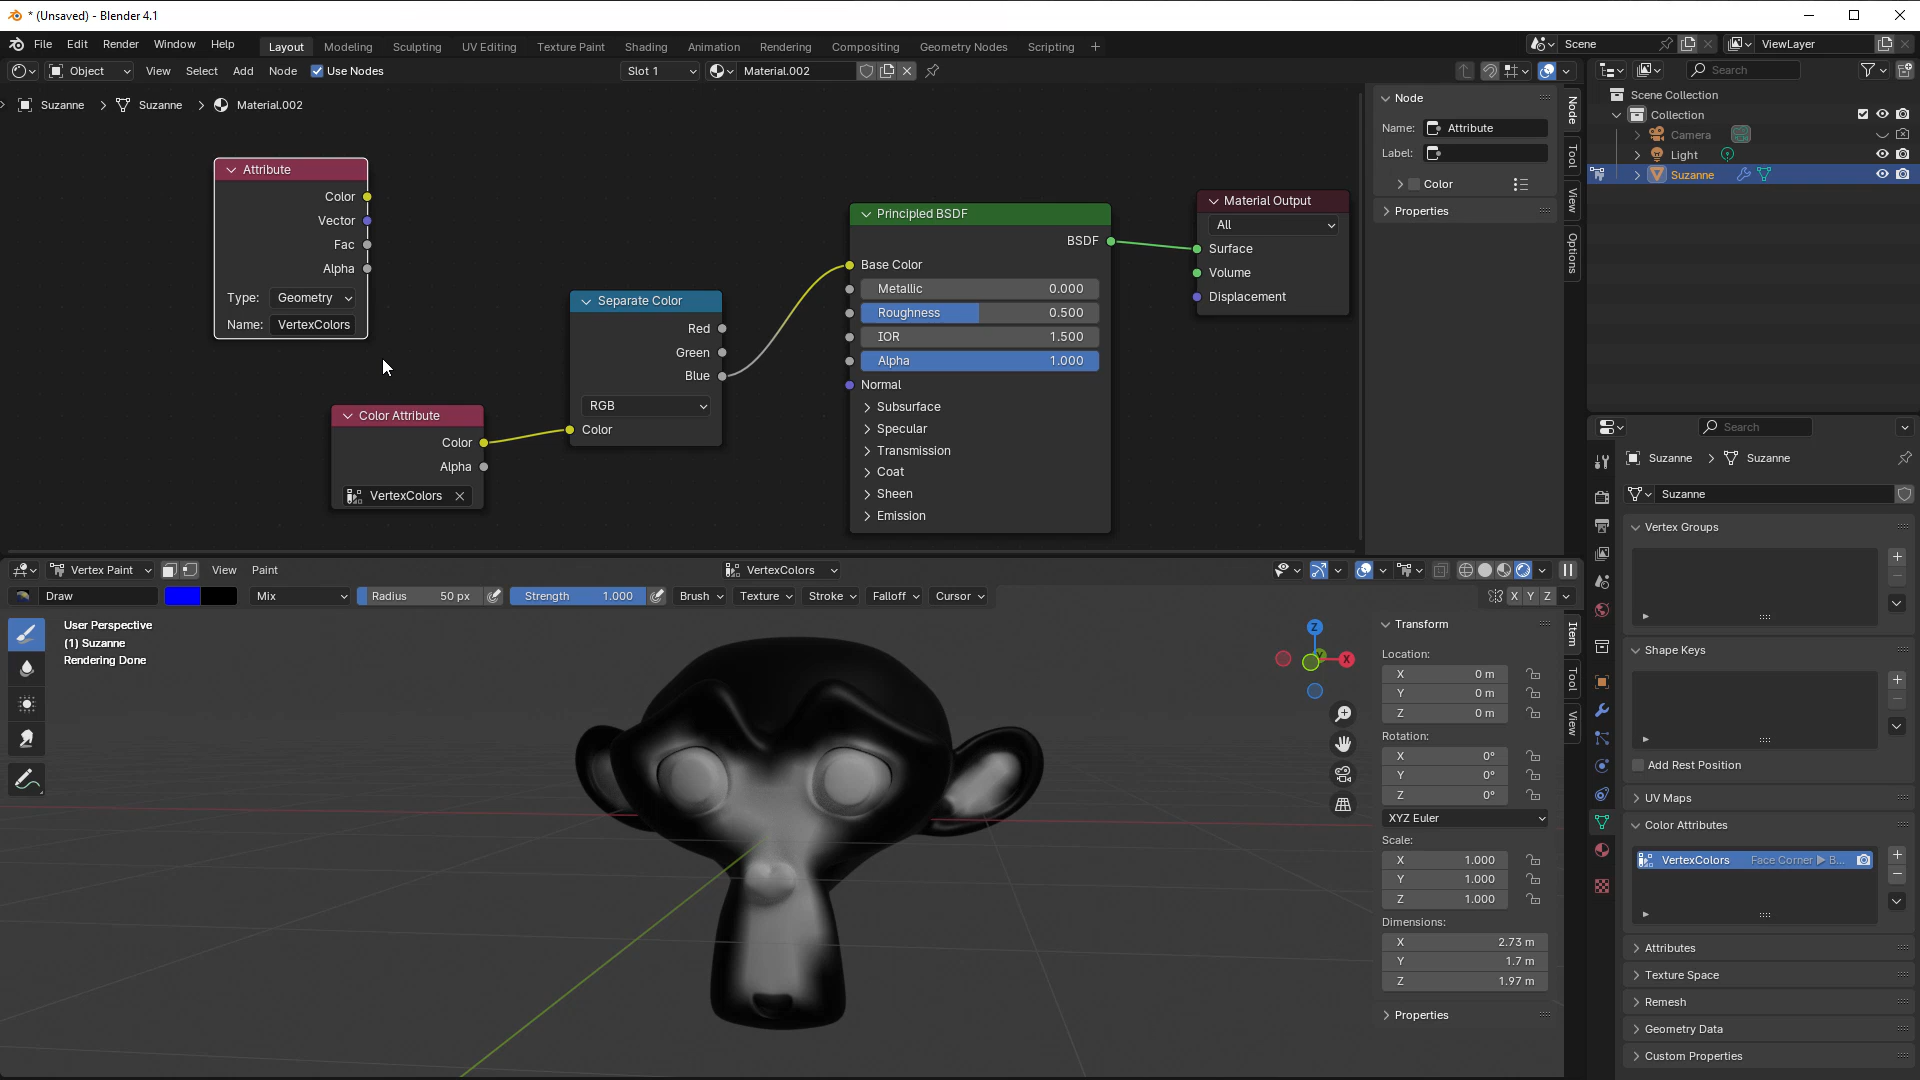 * (Unsaved) - Blender 4.1
File Edit Render Window Help Layout Modeling Sculpting UV Editing Texture Paint Shading Animation Rendering Compositing Geometry Nodes Scripting + Scene ViewLayer
Object View Select Add Node Use Nodes Slot 1 Material.002 Search
Suzanne > Suzanne > Material.002
Attribute
Color
Vector
Fac
Alpha
Type: Geometry
Name: VertexColors
Color Attribute
Color
Alpha
VertexColors
Separate Color
Red
Green
Blue
RGB
Color
Principled BSDF
BSDF
Base Color
Metallic 0.000
Roughness 0.500
IOR 1.500
Alpha 1.000
Normal
Subsurface
Specular
Transmission
Coat
Sheen
Emission
Material Output
All
Surface
Volume
Displacement
Node
Name: Attribute
Label:
Color
Properties
Node
Tool
View
Options
Scene Collection
Collection
Camera
Light
Suzanne
Vertex Paint View Paint VertexColors
Draw Mix Radius 50 px Strength 1.000 Brush Texture Stroke Falloff Cursor X Y Z
User Perspective
(1) Suzanne
Rendering Done
Z
Y
X
Transform
Location:
X 0 m
Y 0 m
Z 0 m
Rotation:
X 0°
Y 0°
Z 0°
XYZ Euler
Scale:
X 1.000
Y 1.000
Z 1.000
Dimensions:
X 2.73 m
Y 1.7 m
Z 1.97 m
Properties
Item
Tool
View
Search
Suzanne > Suzanne
Suzanne
Vertex Groups
Shape Keys
Add Rest Position
UV Maps
Color Attributes
VertexColors Face Corner ▶ B...
Attributes
Texture Space
Remesh
Geometry Data
Custom Properties